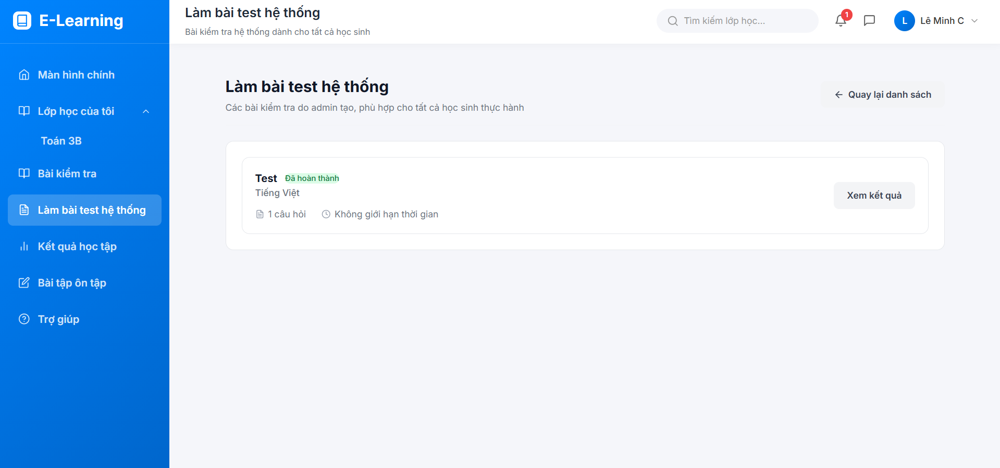 E-Learning
Màn hình chính
Lớp học của tôi
Toán 3B
Bài kiểm tra
Làm bài test hệ thống
Kết quả học tập
Bài tập ôn tập
Trợ giúp
Làm bài test hệ thống
Bài kiểm tra hệ thống dành cho tất cả học sinh
Tìm kiếm lớp học...
1
L
Lê Minh C
Làm bài test hệ thống
Các bài kiểm tra do admin tạo, phù hợp cho tất cả học sinh thực hành
Quay lại danh sách
Test Đã hoàn thành
Tiếng Việt
1 câu hỏi Không giới hạn thời gian
Xem kết quả